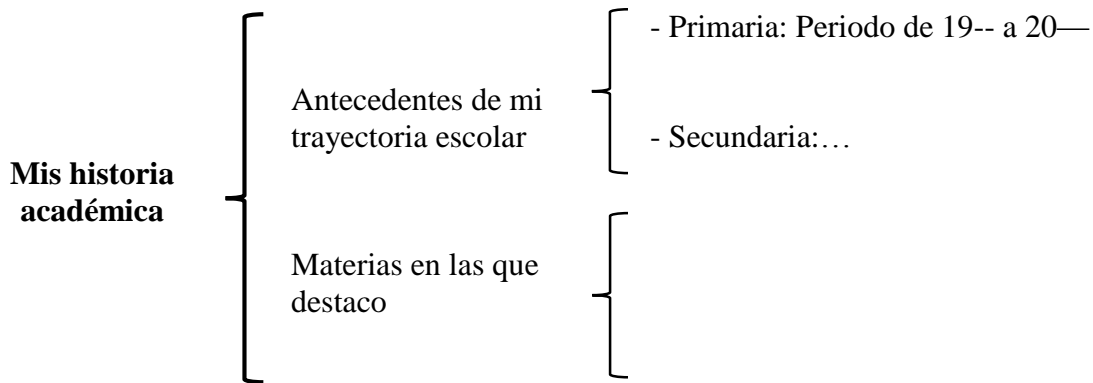 Mis historia
académica
Antecedentes de mi
trayectoria escolar
- Primaria: Periodo de 19-- a 20—
- Secundaria:…
Materias en las que
destaco